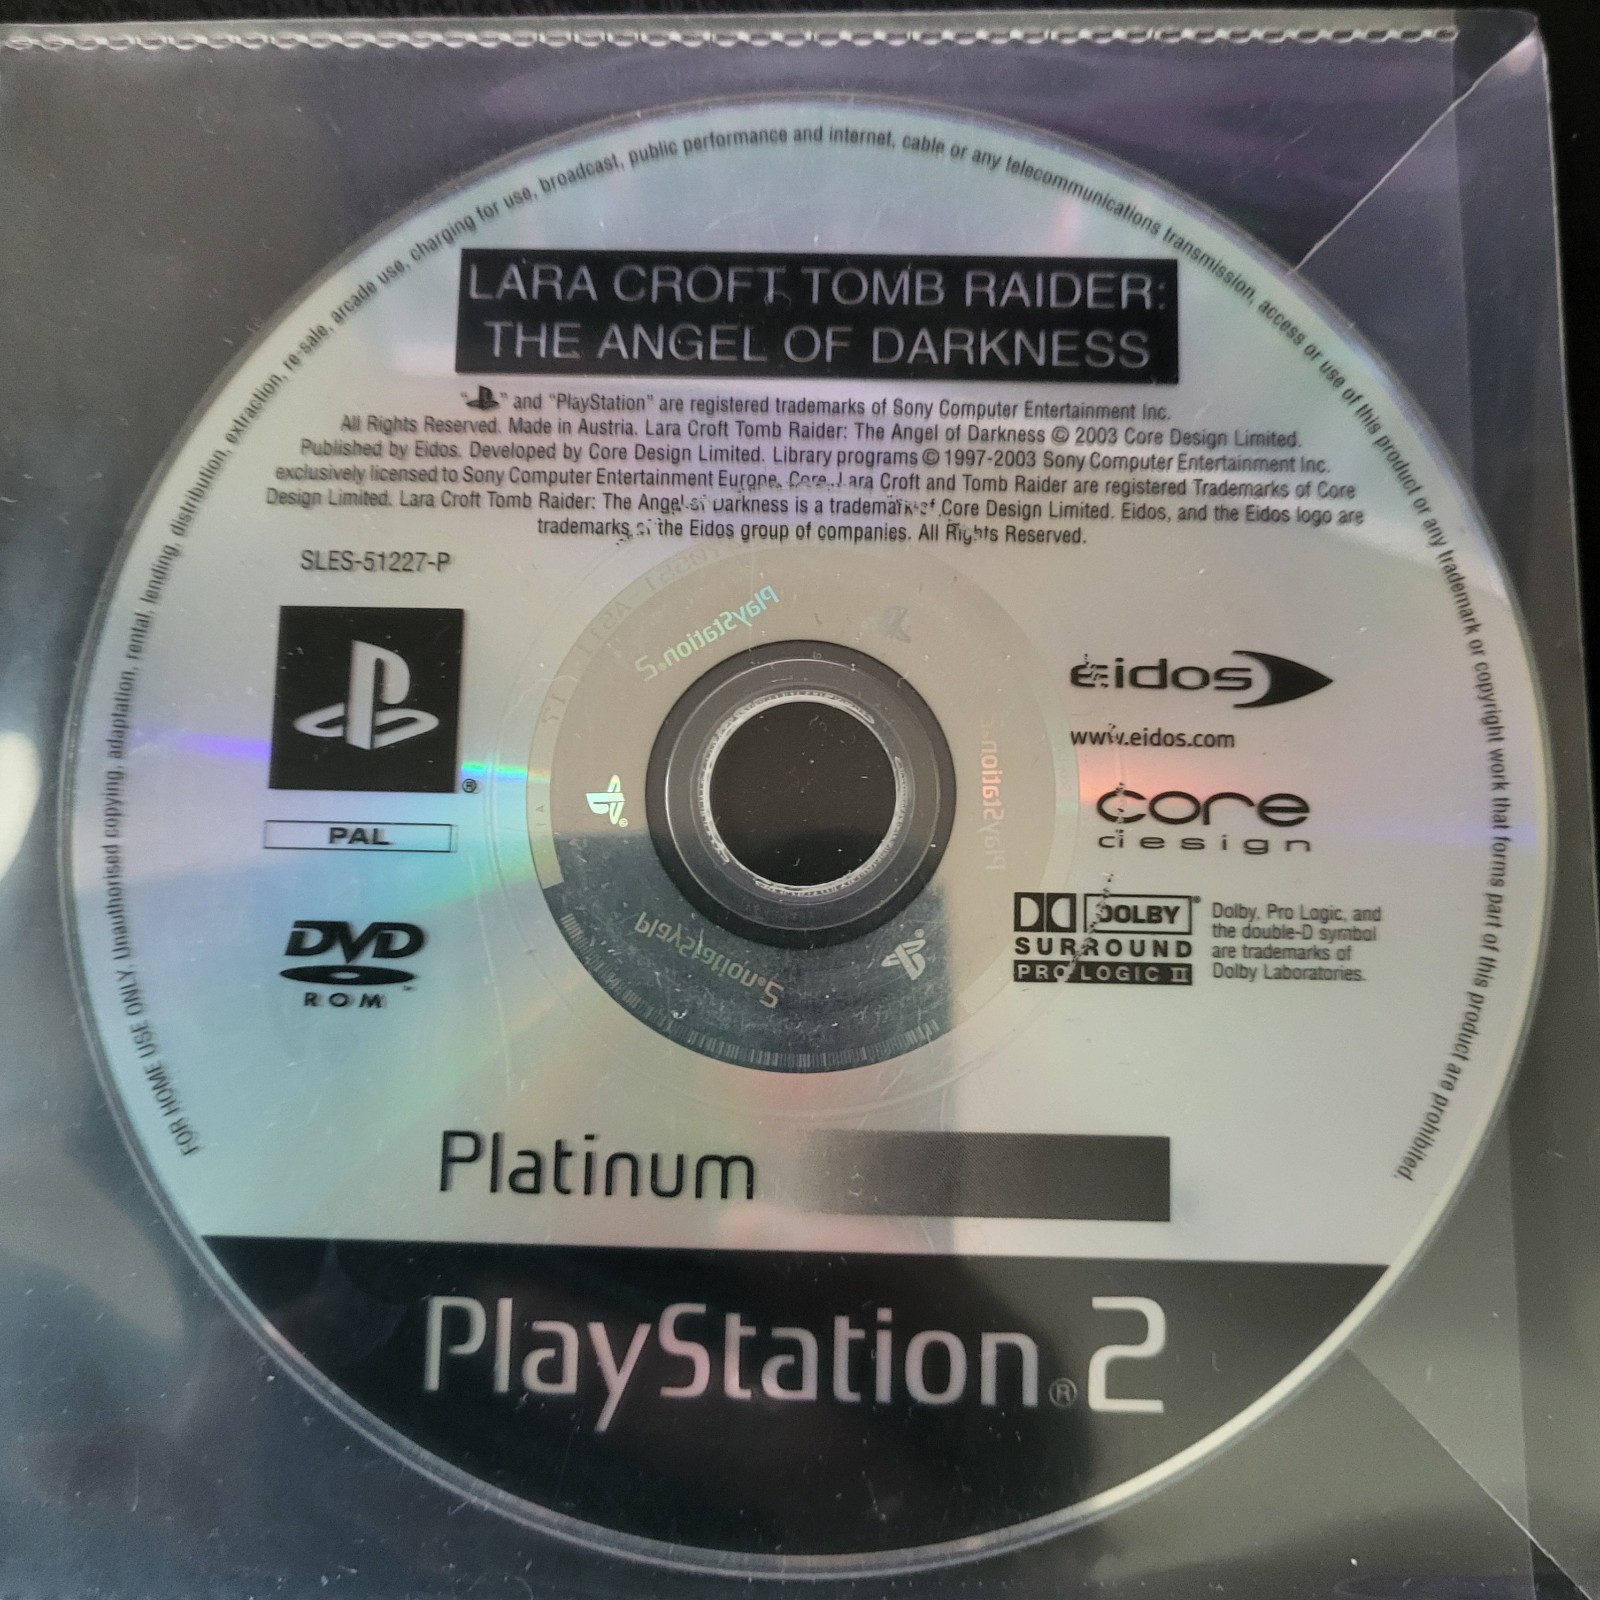 FOR HOME USE ONLY. Unauthorised copying, adaptation, rental, lending, distribution, extraction, re-sale, arcade use, charging for use, broadcast, public performance and internet, cable or any telecommunications transmission, access or use of this product or any trademark or copyright work that forms part of this product are prohibited.
LARA CROFT TOMB RAIDER:
THE ANGEL OF DARKNESS
" " and "PlayStation" are registered trademarks of Sony Computer Entertainment Inc.
All Rights Reserved. Made in Austria. Lara Croft Tomb Raider: The Angel of Darkness © 2003 Core Design Limited.
Published by Eidos. Developed by Core Design Limited. Library programs © 1997-2003 Sony Computer Entertainment Inc.
exclusively licensed to Sony Computer Entertainment Europe. Core, Lara Croft and Tomb Raider are registered Trademarks of Core
Design Limited. Lara Croft Tomb Raider: The Angel of Darkness is a trademark of Core Design Limited. Eidos, and the Eidos logo are
trademarks of the Eidos group of companies. All Rights Reserved.
SLES-51227-P
PlayStation.2
PlayStation.2
PlayStation.2
®
PAL
DVD
ROM™
eidos
www.eidos.com
core
design
DOLBY®
SURROUND
PRO LOGIC II
Dolby, Pro Logic, and
the double-D symbol
are trademarks of
Dolby Laboratories.
Platinum
PlayStation®2